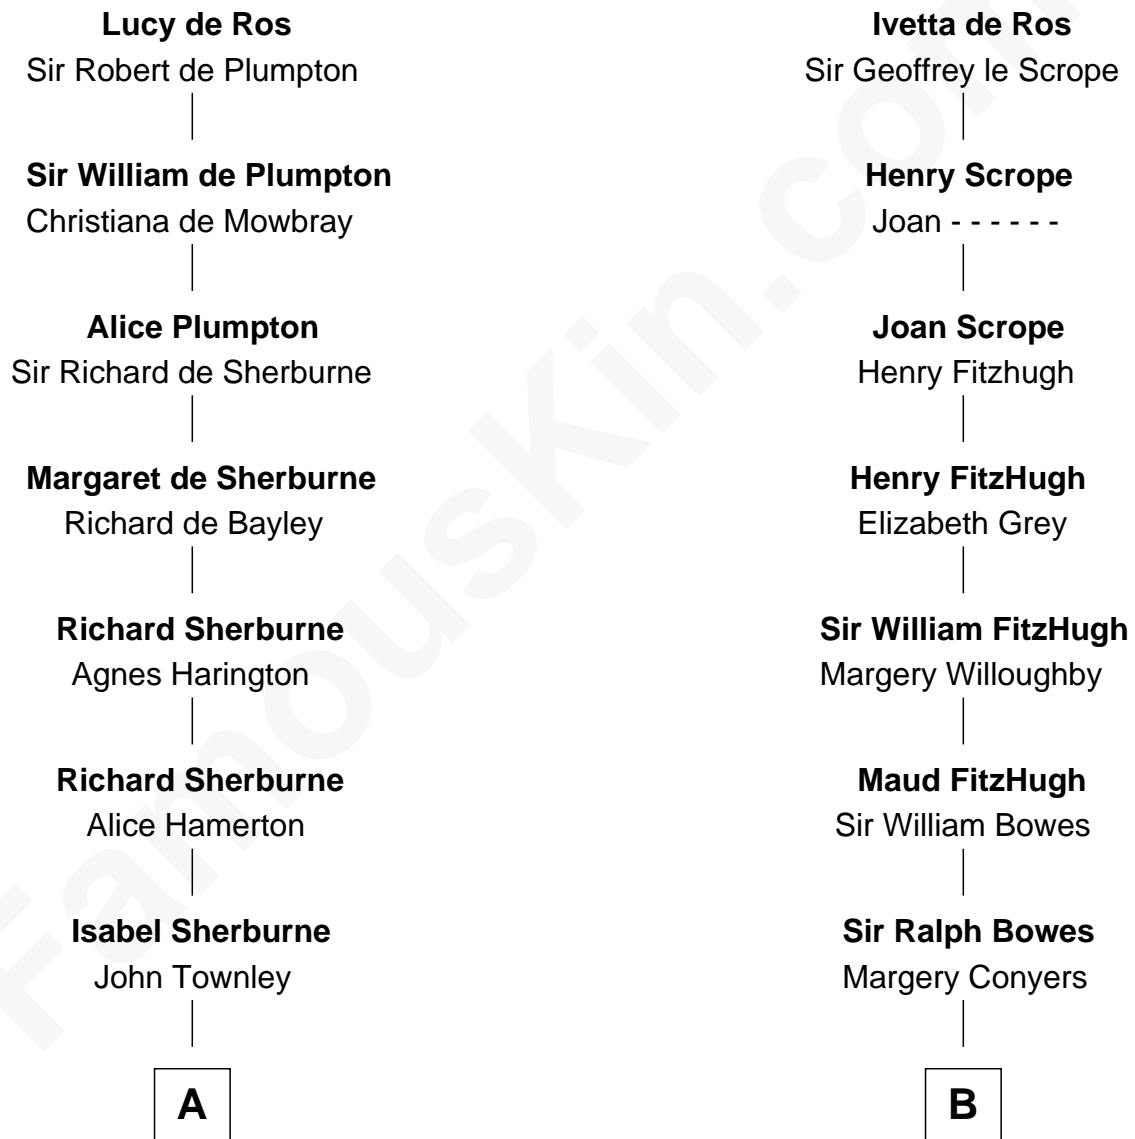 Lucy de Ros
Sir Robert de Plumpton
Sir William de Plumpton
Christiana de Mowbray
Alice Plumpton
Sir Richard de Sherburne
Margaret de Sherburne
Richard de Bayley
Richard Sherburne
Agnes Harington
Richard Sherburne
Alice Hamerton
Isabel Sherburne
John Townley
A
Ivetta de Ros
Sir Geoffrey le Scrope
Henry Scrope
Joan - - - - - -
Joan Scrope
Henry Fitzhugh
Henry FitzHugh
Elizabeth Grey
Sir William FitzHugh
Margery Willoughby
Maud FitzHugh
Sir William Bowes
Sir Ralph Bowes
Margery Conyers
B
FamousKin.com